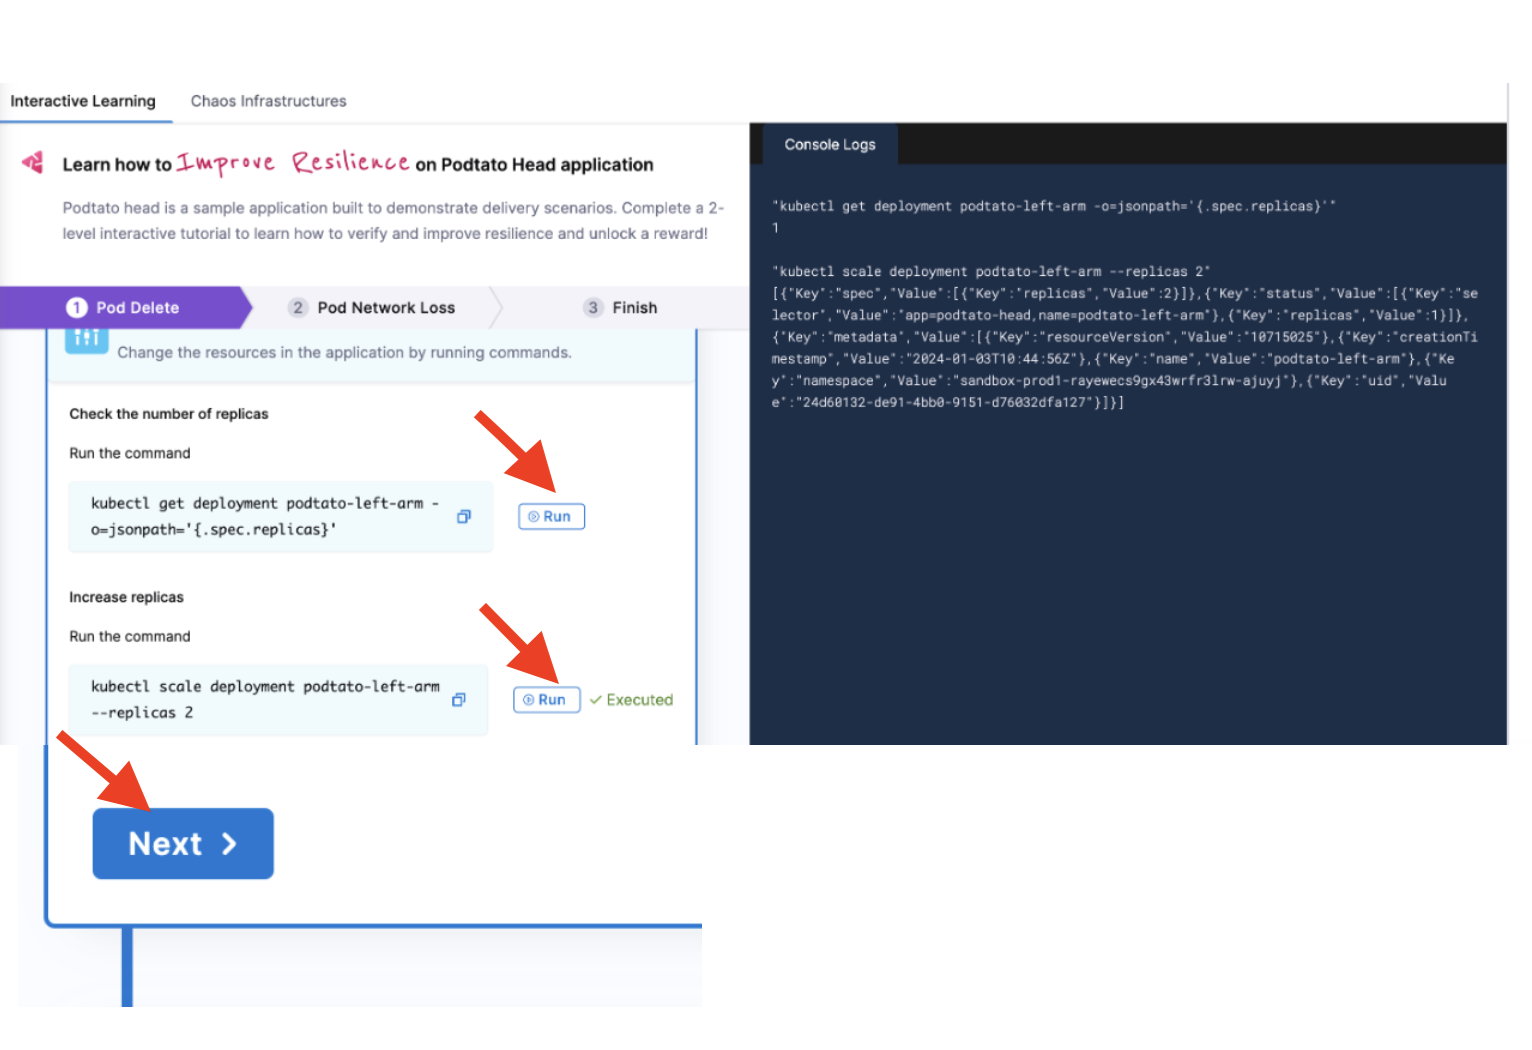 Interactive Learning
Chaos Infrastructures
Learn how to Improve Resilience on Podtato Head application
Podtato head is a sample application built to demonstrate delivery scenarios. Complete a 2-
level interactive tutorial to learn how to verify and improve resilience and unlock a reward!
1 Pod Delete
2 Pod Network Loss
3 Finish
Change the resources in the application by running commands.
Check the number of replicas
Run the command
kubectl get deployment podtato-left-arm -
o=jsonpath='{.spec.replicas}'
Run
Increase replicas
Run the command
kubectl scale deployment podtato-left-arm
--replicas 2
Run
Executed
Next
Console Logs
"kubectl get deployment podtato-left-arm -o=jsonpath='{.spec.replicas}'"
1
"kubectl scale deployment podtato-left-arm --replicas 2"
[{"Key":"spec","Value":[{"Key":"replicas","Value":2}]},{"Key":"status","Value":[{"Key":"se
lector","Value":"app=podtato-head,name=podtato-left-arm"},{"Key":"replicas","Value":1}]},
{"Key":"metadata","Value":[{"Key":"resourceVersion","Value":"10715025"},{"Key":"creationTi
mestamp","Value":"2024-01-03T10:44:56Z"},{"Key":"name","Value":"podtato-left-arm"},{"Ke
y":"namespace","Value":"sandbox-prod1-rayewecs9gx43wrfr3lrw-ajuyj"},{"Key":"uid","Valu
e":"24d60132-de91-4bb0-9151-d76032dfa127"}]}]